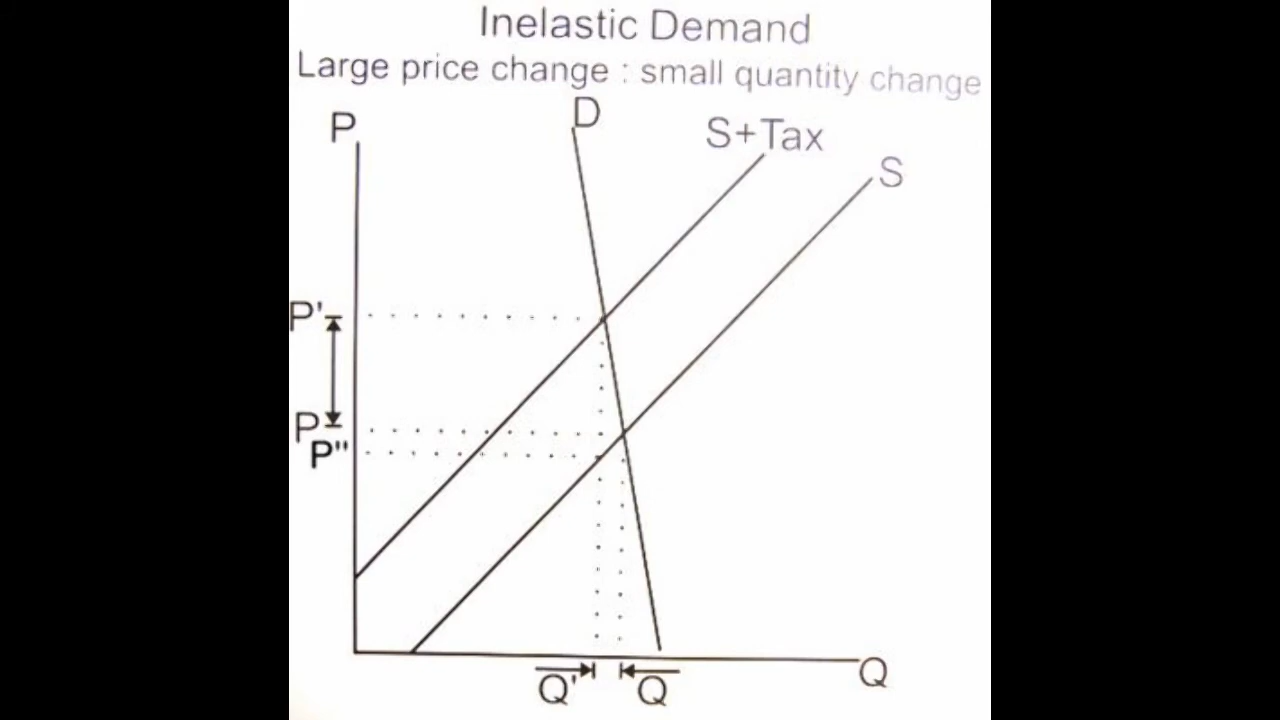 Inelastic Demand
Large price change : small quantity change
D
P
S+Tax
S
P'
P
P"
Q'
Q
Q